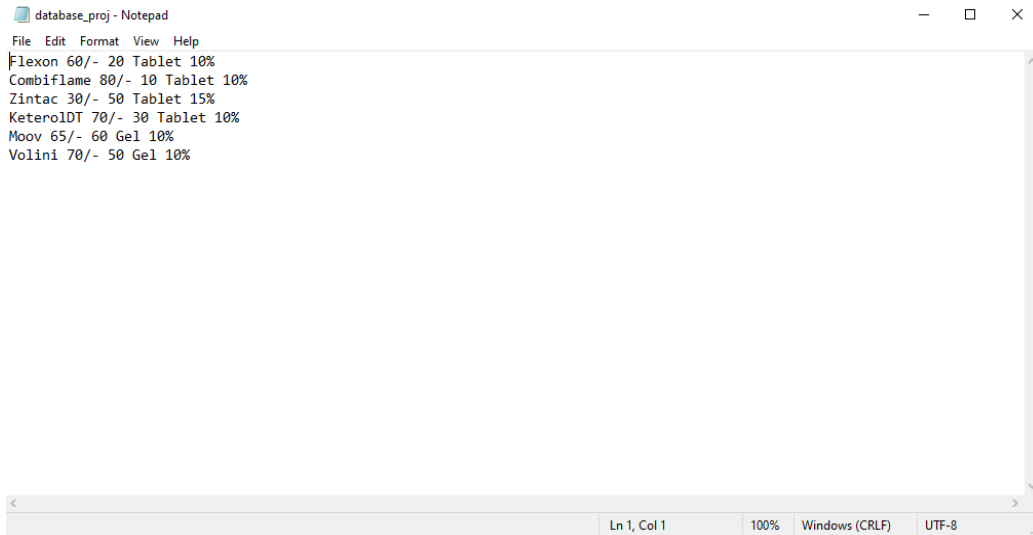 database_proj - Notepad
File Edit Format View Help
Flexon 60/- 20 Tablet 10%
Combiflame 80/- 10 Tablet 10%
Zintac 30/- 50 Tablet 15%
KeterolDT 70/- 30 Tablet 10%
Moov 65/- 60 Gel 10%
Volini 70/- 50 Gel 10%
Ln 1, Col 1 100% Windows (CRLF) UTF-8